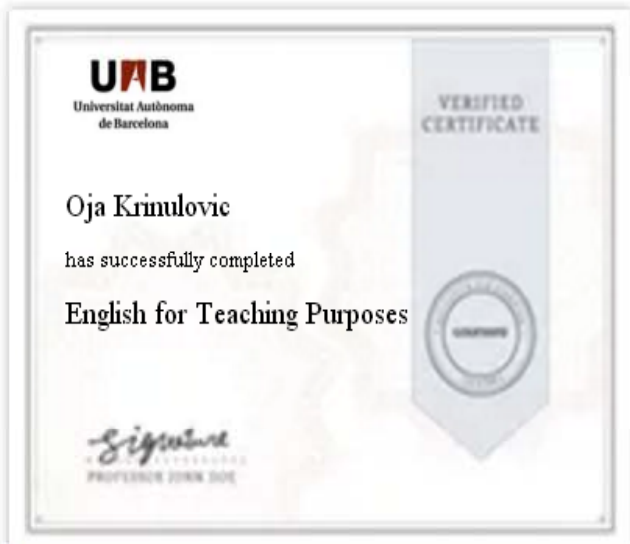 UAB
Universitat Autònoma
de Barcelona
VERIFIED
CERTIFICATE
Oja Krinulovic
has successfully completed
English for Teaching Purposes
Signature
PROFESSOR JOHN DOE